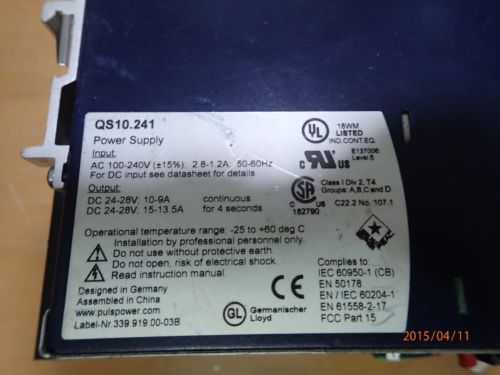 QS10.241
Power Supply
Input:
AC 100-240V (±15%); 2.8-1.2A; 50-60Hz
For DC input see datasheet for details
Output:
DC 24-28V; 10-9A continuous
DC 24-28V; 15-13.5A for 4 seconds
Operational temperature range: -25 to +60 deg C
Installation by professional personnel only.
Do not use without protective earth.
Do not open, risk of electrical shock.
Read instruction manual.
Designed in Germany
Assembled in China
www.pulspower.com
Label-Nr 339.919.00-03B
UL
18WM
LISTED
IND.CONT.EQ.
C US
E137006
Level 5
Class I Div 2, T4
Groups: A,B,C and D
C US
182790
C22.2 No. 107.1
CE
GL
Germanischer
Lloyd
Complies to:
IEC 60950-1 (CB)
EN 50178
EN / IEC 60204-1
EN 61558-2-17
FCC Part 15
2015/04/11